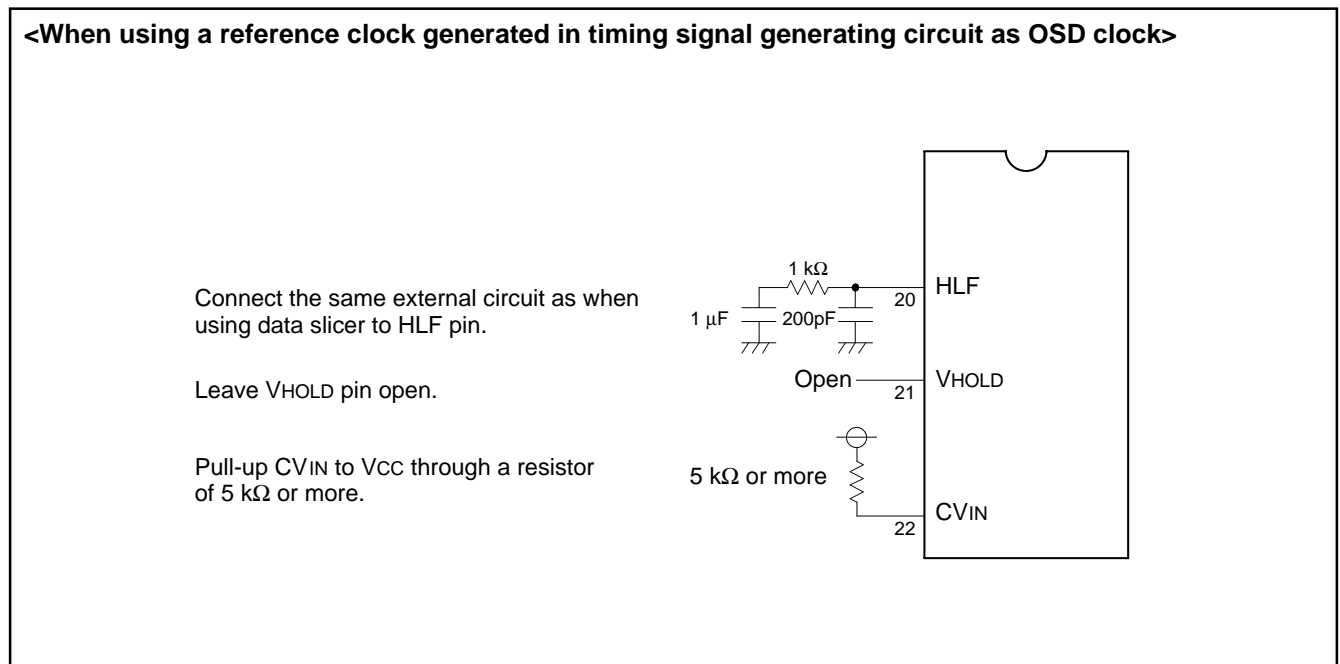 <When using a reference clock generated in timing signal generating circuit as OSD clock>
Connect the same external circuit as when
using data slicer to HLF pin.
Leave VHOLD pin open.
Pull-up CVIN to VCC through a resistor
of 5 kΩ or more.
1 kΩ
1 μF
200pF
20
HLF
Open
21
VHOLD
5 kΩ or more
22
CVIN